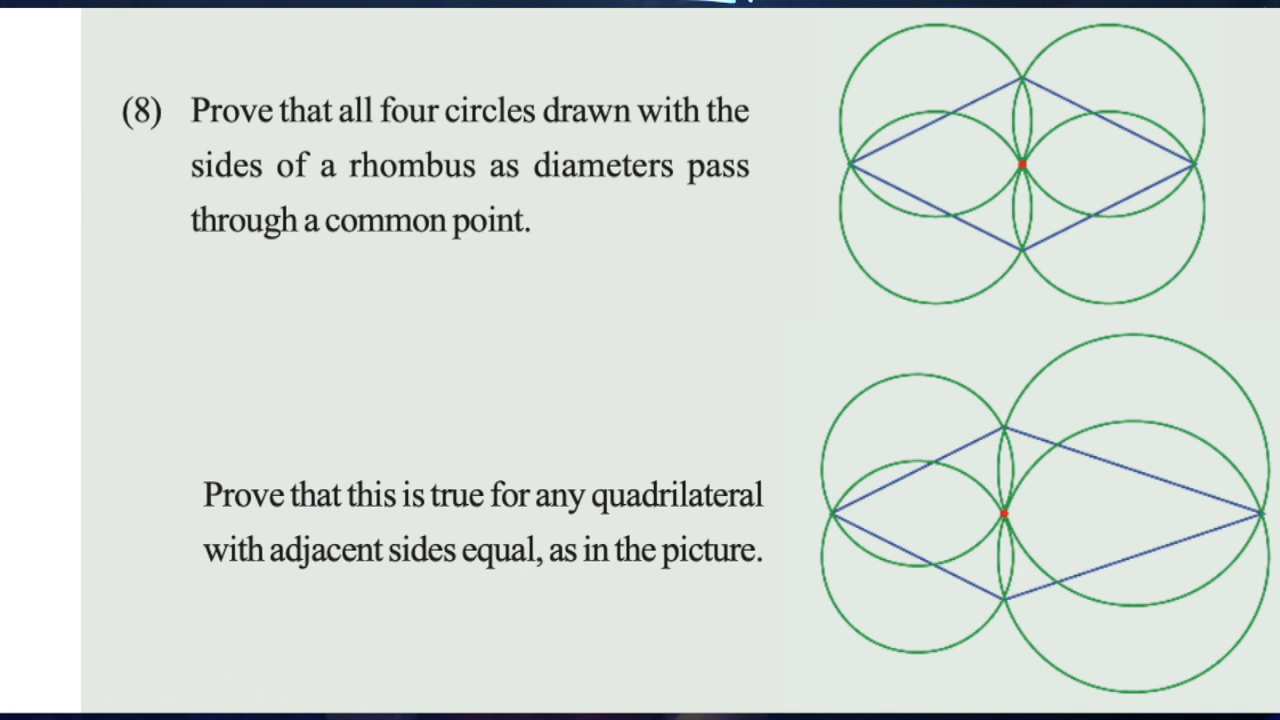 (8) Prove that all four circles drawn with the
sides of a rhombus as diameters pass
through a common point.
Prove that this is true for any quadrilateral
with adjacent sides equal, as in the picture.